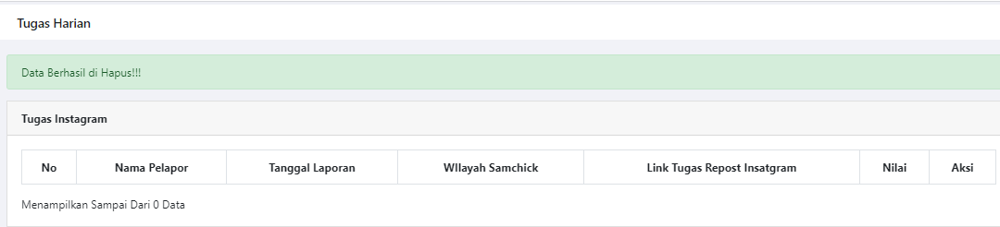 Tugas Harian
Data Berhasil di Hapus!!!
Tugas Instagram
No Nama Pelapor Tanggal Laporan WIlayah Samchick Link Tugas Repost Insatgram Nilai Aksi
Menampilkan Sampai Dari 0 Data